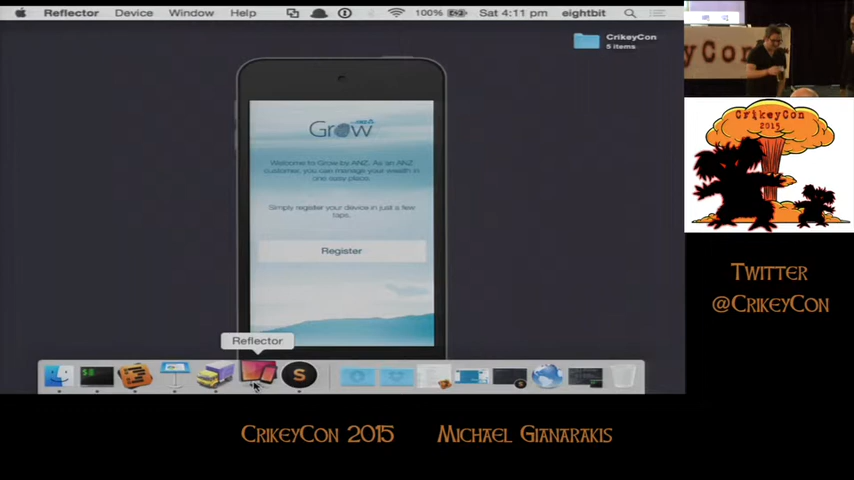 Reflector Device Window Help 100% Sat 4:11 pm eightbit
CrikeyCon
5 items
yCon
CrikeyCon
2015
Grow
Welcome to Grow by ANZ. As an ANZ
customer, you can manage your wealth in
one easy place.
Simply register your device in just a few
taps.
Register
Reflector
S
Twitter
@CrikeyCon
CrikeyCon 2015 Michael Gianarakis